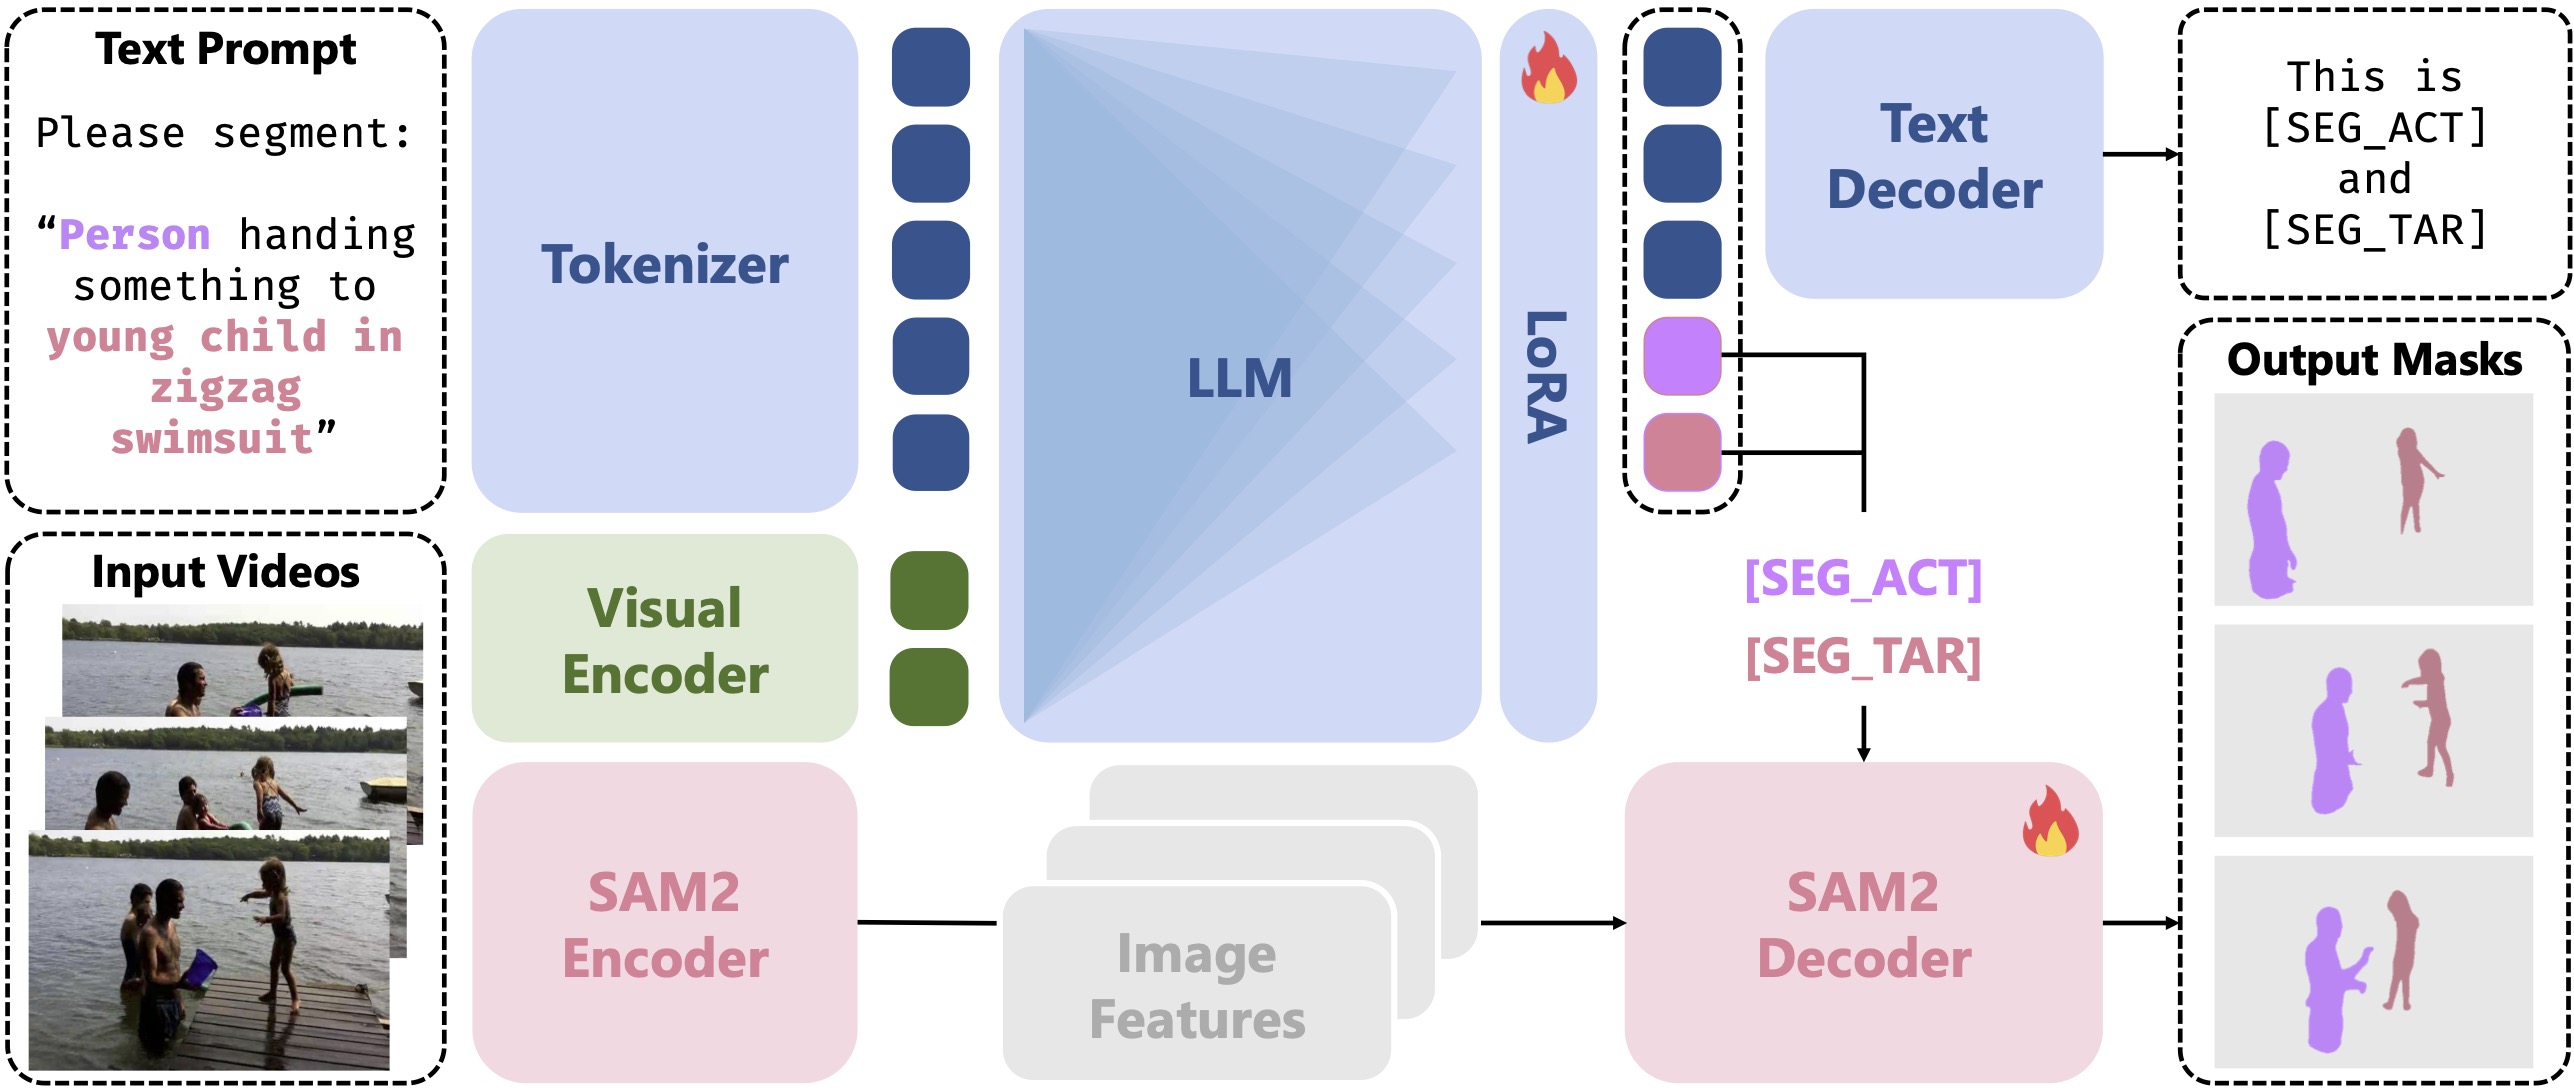 Text Prompt
Please segment:
“Person handing
something to
young child in
zigzag
swimsuit”
Input Videos
Tokenizer
Visual
Encoder
SAM2
Encoder
LLM
LoRA
Image
Features
Text
Decoder
[SEG_ACT]
[SEG_TAR]
SAM2
Decoder
This is
[SEG_ACT]
and
[SEG_TAR]
Output Masks